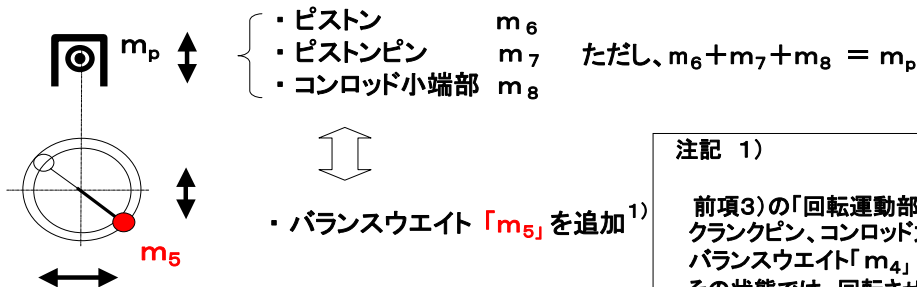 mp
・ピストン m6
・ピストンピン m7
・コンロッド小端部 m8
ただし、m6+m7+m8 = mp
・バランスウエイト「m5」を追加1)
m5
注記 1)
前項3)の「回転運動部
クランクピン、コンロッド
バランスウエイト「m4」